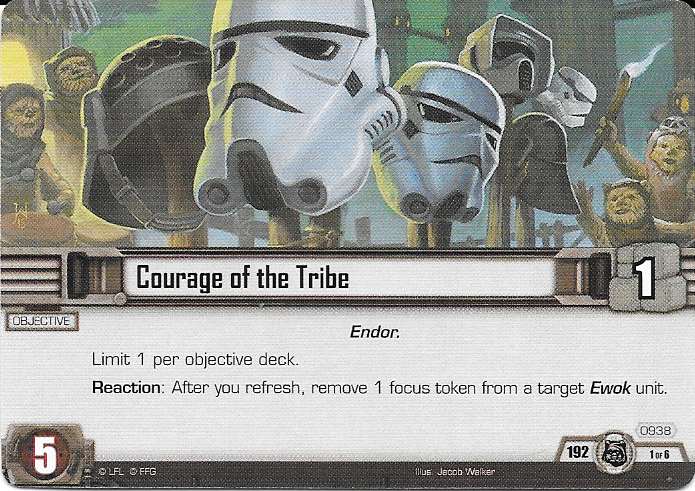 Courage of the Tribe
1
OBJECTIVE
Endor.
Limit 1 per objective deck.
Reaction: After you refresh, remove 1 focus token from a target Ewok unit.
0938
5
192
1 OF 6
© LFL © FFG
Illus. Jacob Walker